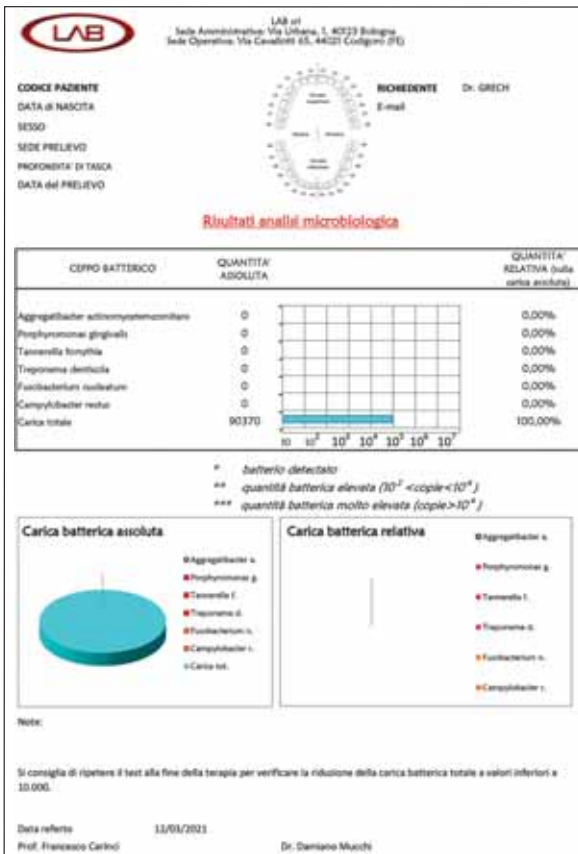 LAB
LAB srl
Sede Amministrativa: Via Urbana, 1, 40123 Bologna
Sede Operativa: Via Cavallotti 65, 44021 Codigoro (FE)
CODICE PAZIENTE
RICHIEDENTE Dr. GRECH
DATA di NASCITA
E-mail
SESSO
SEDE PRELIEVO
PROFONDITA' DI TASCA
DATA del PRELIEVO
Risultati analisi microbiologica
CEPPO BATTERICO QUANTITA' ASSOLUTA QUANTITA' RELATIVA (sulla carica assoluta)
Aggregatibacter actinomycetemcomitans 0 0,00%
Porphyromonas gingivalis 0 0,00%
Tannerella forsythia 0 0,00%
Treponema denticola 0 0,00%
Fusobacterium nucleatum 0 0,00%
Campylobacter rectus 0 0,00%
Carica totale 90370 100,00%
10 10² 10³ 10⁴ 10⁵ 10⁶ 10⁷
* batterio detectato
** quantità batterica elevata (10² <copie<10⁴)
*** quantità batterica molto elevata (copie>10⁴)
Carica batterica assoluta
Aggregatibacter a.
Porphyromonas g.
Tannerella f.
Treponema d.
Fusobacterium n.
Campylobacter r.
Carica tot.
Carica batterica relativa
Aggregatibacter a.
Porphyromonas g.
Tannerella f.
Treponema d.
Fusobacterium n.
Campylobacter r.
Note:
Si consiglia di ripetere il test alla fine della terapia per verificare la riduzione della carica batterica totale a valori inferiori a
10.000.
Data referto 12/03/2021
Prof. Francesco Carinci Dr. Damiano Mucchi